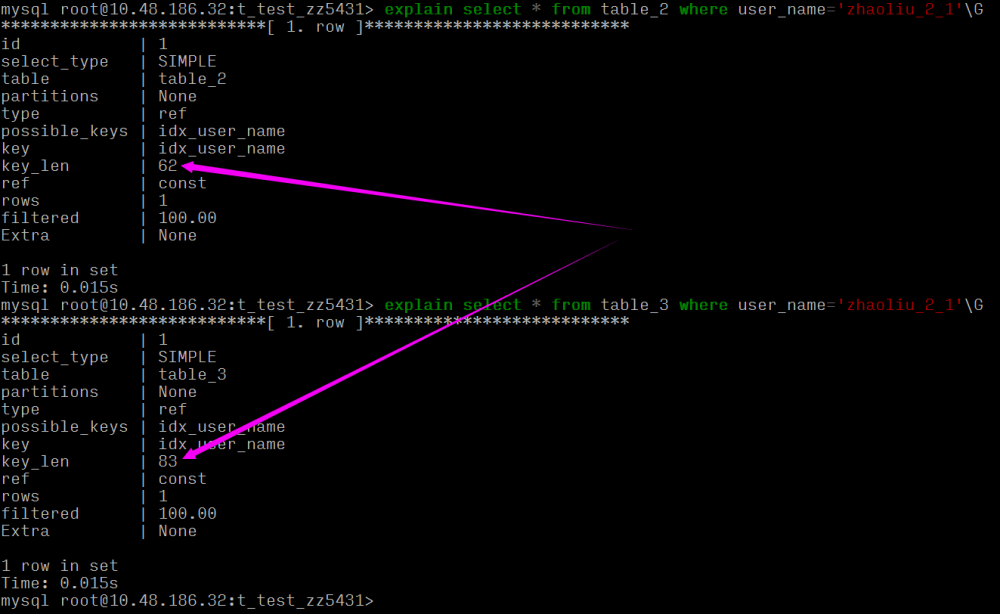 mysql root@10.48.186.32:t_test_zz5431> explain select * from table_2 where user_name='zhaoliu_2_1'\G
***************************[ 1. row ]***************************
id            | 1
select_type   | SIMPLE
table         | table_2
partitions    | None
type          | ref
possible_keys | idx_user_name
key           | idx_user_name
key_len       | 62
ref           | const
rows          | 1
filtered      | 100.00
Extra         | None
1 row in set
Time: 0.015s
mysql root@10.48.186.32:t_test_zz5431> explain select * from table_3 where user_name='zhaoliu_2_1'\G
***************************[ 1. row ]***************************
id            | 1
select_type   | SIMPLE
table         | table_3
partitions    | None
type          | ref
possible_keys | idx_user_name
key           | idx_user_name
key_len       | 83
ref           | const
rows          | 1
filtered      | 100.00
Extra         | None
1 row in set
Time: 0.015s
mysql root@10.48.186.32:t_test_zz5431>